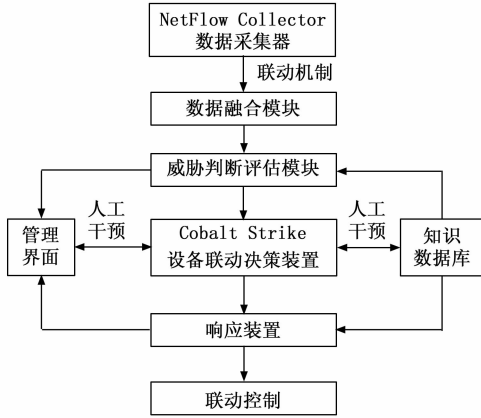 NetFlow Collector
数据采集器
联动机制
数据融合模块
威胁判断评估模块
人工
干预
人工
干预
管理
界面
Cobalt Strike
设备联动决策装置
知识
数据库
响应装置
联动控制